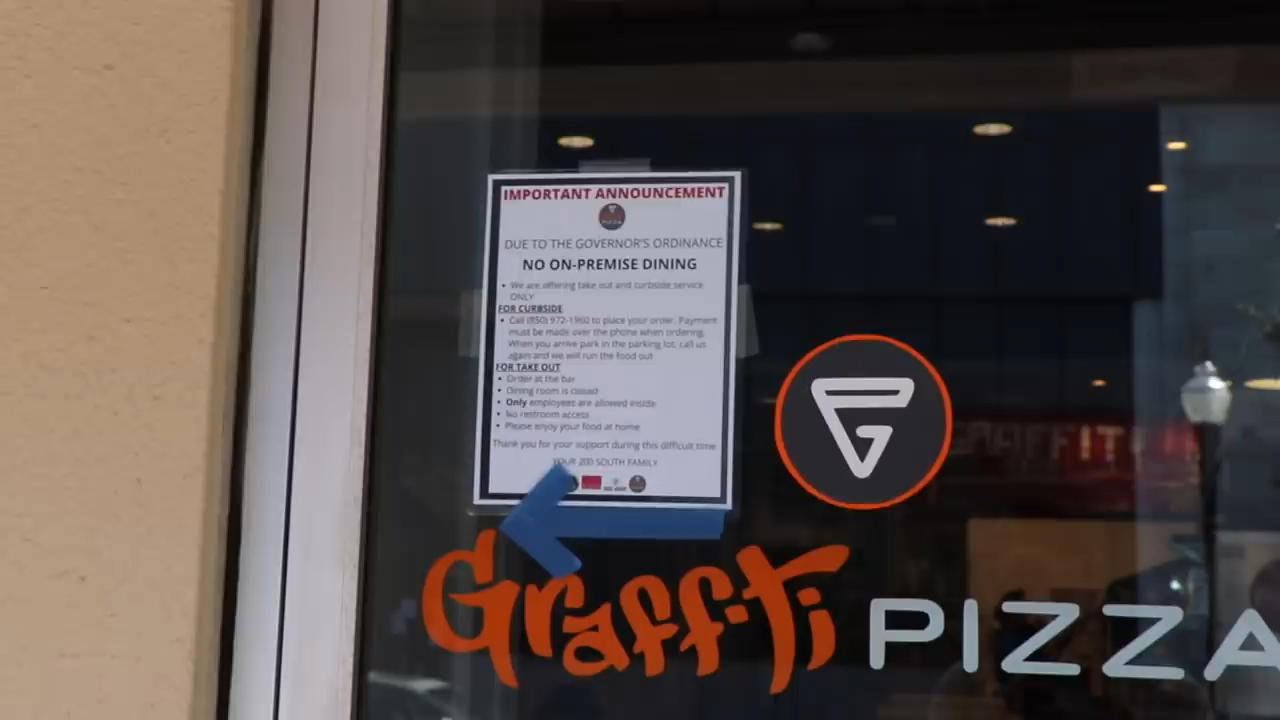 IMPORTANT ANNOUNCEMENT
PIZZA
DUE TO THE GOVERNOR'S ORDINANCE
NO ON-PREMISE DINING
• We are offering take out and curbside service
ONLY
FOR CURBSIDE
• Call (850) 972-1960 to place your order. Payment
must be made over the phone when ordering.
When you arrive park in the parking lot, call us
again and we will run the food out
FOR TAKE OUT
• Order at the bar
• Dining room is closed
• Only employees are allowed inside
• No restroom access
• Please enjoy your food at home
Thank you for your support during this difficult time
YOUR 200 SOUTH FAMILY
G
Graffiti PIZZA